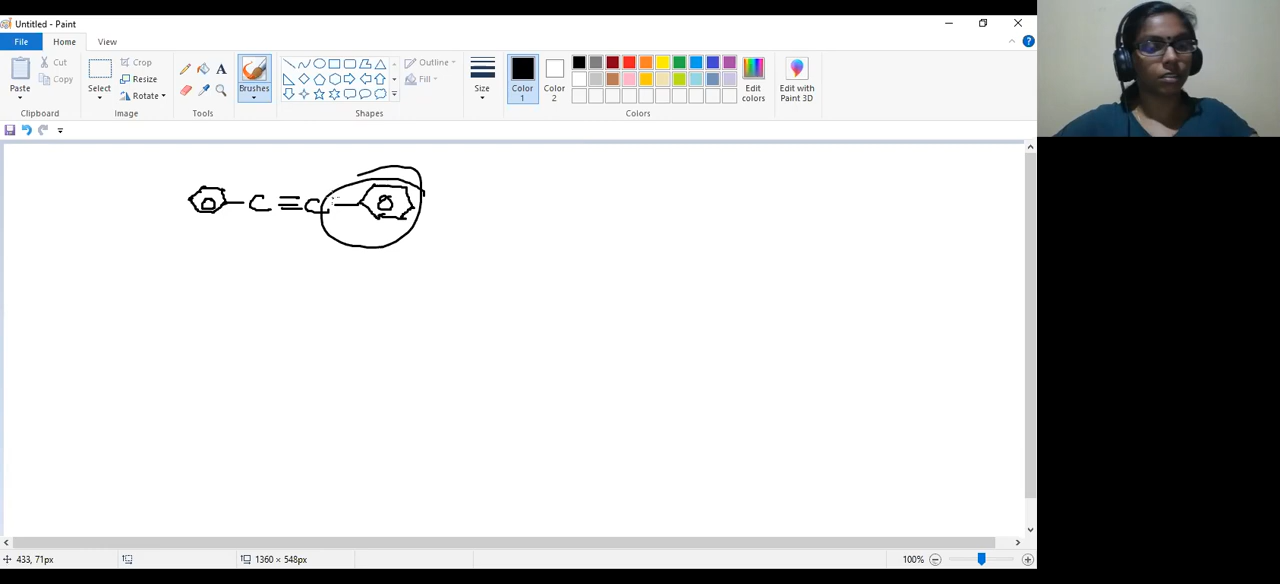 Untitled - Paint
File Home View
Cut
Copy
Paste
Clipboard
Crop
Resize
Rotate
Select
Image
A
Tools
Brushes
Outline
Fill
Shapes
Size
Color 1
Color 2
Edit colors
Edit with Paint 3D
Colors
C = C
433, 71px
1360 × 548px
100%